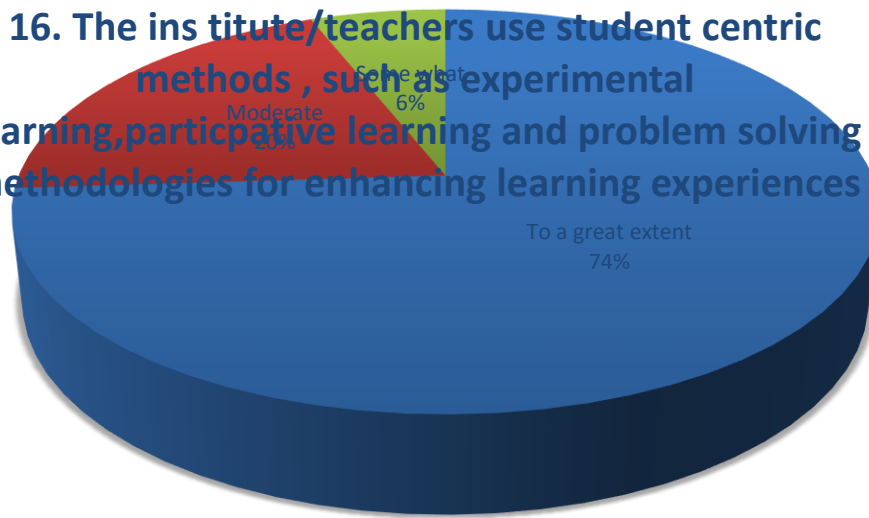 16. The ins titute/teachers use student centric
methods , such as experimental
arning,particpative learning and problem solving
ethodologies for enhancing learning experiences
Some what
6%
Moderate
20%
To a great extent
74%